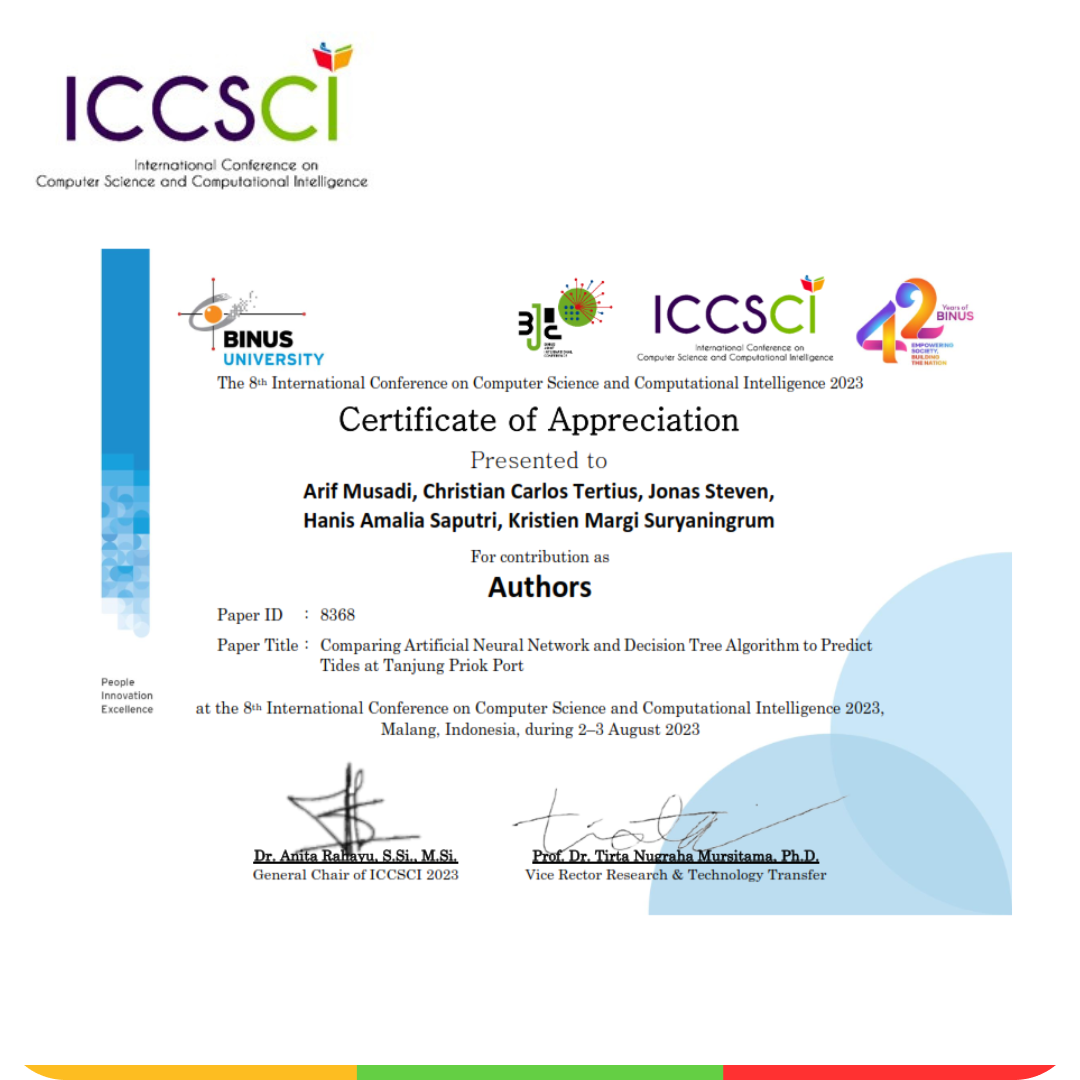 ICCSCI
International Conference on
Computer Science and Computational Intelligence
BINUS
UNIVERSITY
BJIC
BINUS
JOINT
INTERNATIONAL
CONFERENCE
ICCSCI
International Conference on
Computer Science and Computational Intelligence
42
Years of
BINUS
EMPOWERING
SOCIETY,
BUILDING
THE NATION
The 8th International Conference on Computer Science and Computational Intelligence 2023
Certificate of Appreciation
Presented to
Arif Musadi, Christian Carlos Tertius, Jonas Steven,
Hanis Amalia Saputri, Kristien Margi Suryaningrum
For contribution as
Authors
Paper ID : 8368
Paper Title : Comparing Artificial Neural Network and Decision Tree Algorithm to Predict
Tides at Tanjung Priok Port
People
Innovation
Excellence
at the 8th International Conference on Computer Science and Computational Intelligence 2023,
Malang, Indonesia, during 2–3 August 2023
Dr. Anita Rahayu, S.Si., M.Si.
General Chair of ICCSCI 2023
Prof. Dr. Tirta Nugraha Mursitama, Ph.D.
Vice Rector Research & Technology Transfer